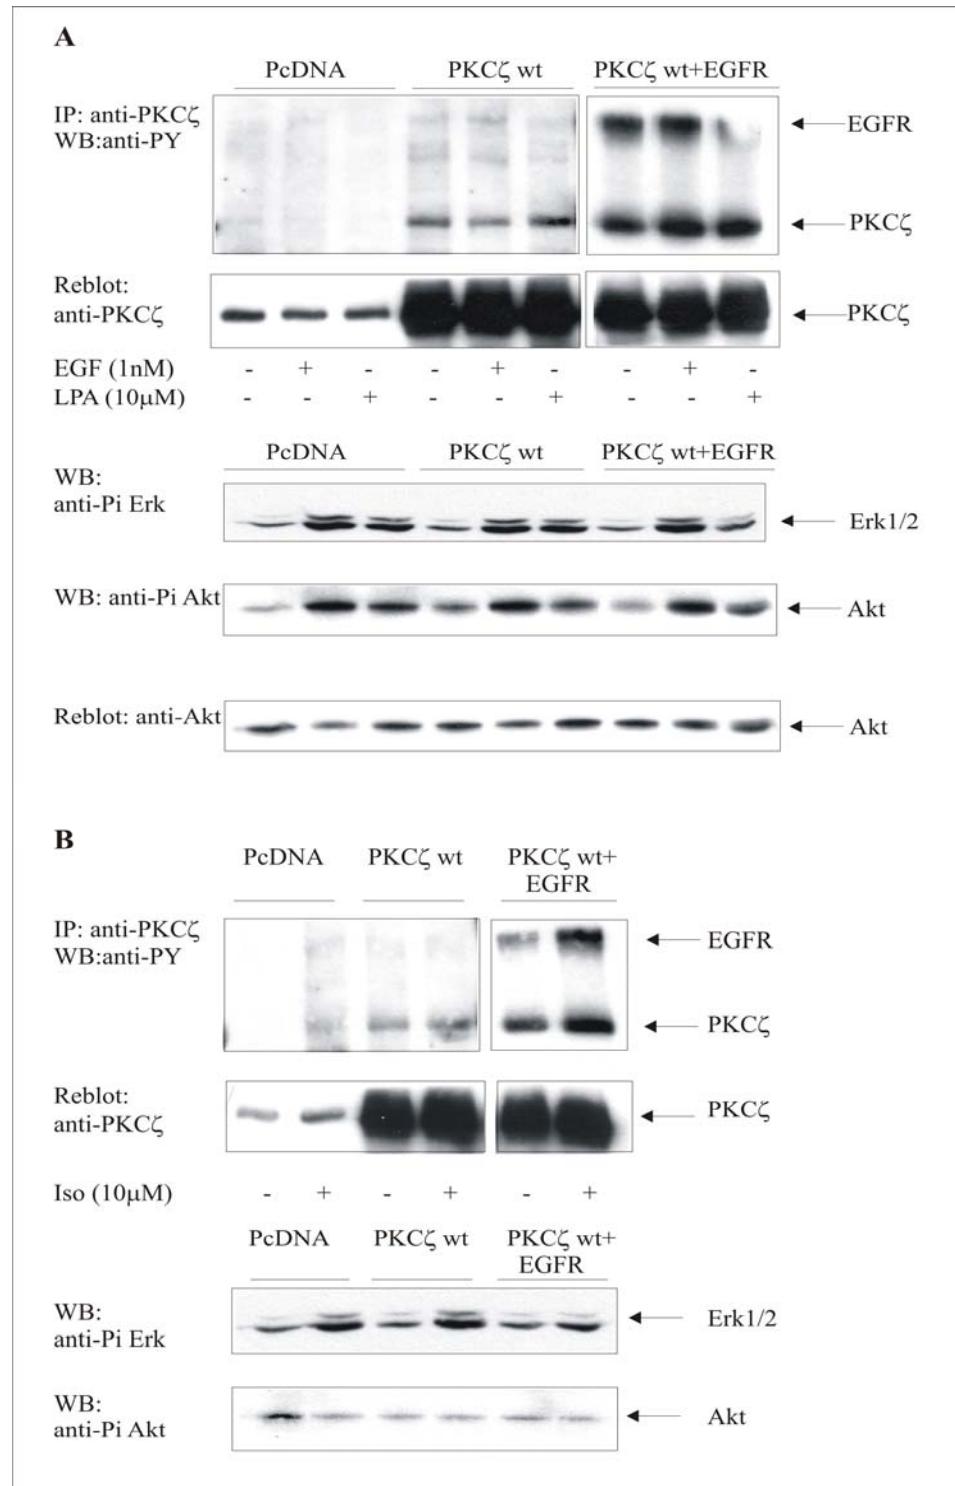 A
PcDNA PKCζ wt PKCζ wt+EGFR
IP: anti-PKCζ
WB:anti-PY
EGFR
PKCζ
Reblot:
anti-PKCζ
PKCζ
EGF (1nM) - + - - + - - + -
LPA (10μM) - - + - - + - - +
PcDNA PKCζ wt PKCζ wt+EGFR
WB:
anti-Pi Erk
Erk1/2
WB: anti-Pi Akt
Akt
Reblot: anti-Akt
Akt
B
PcDNA PKCζ wt PKCζ wt+
EGFR
IP: anti-PKCζ
WB:anti-PY
EGFR
PKCζ
Reblot:
anti-PKCζ
PKCζ
Iso (10μM) - + - + - +
PcDNA PKCζ wt PKCζ wt+
EGFR
WB:
anti-Pi Erk
Erk1/2
WB:
anti-Pi Akt
Akt